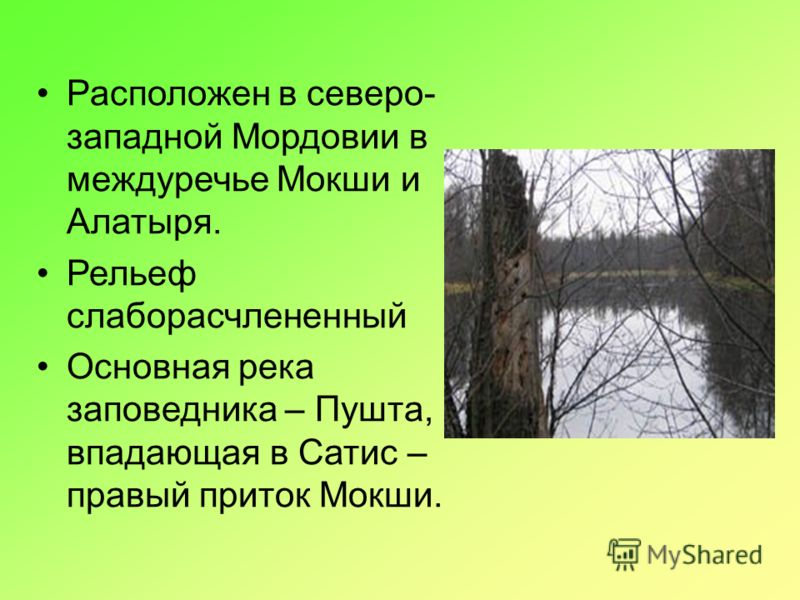 • Расположен в северо-
западной Мордовии в
междуречье Мокши и
Алатыря.
• Рельеф
слаборасчлененный
• Основная река
заповедника – Пушта,
впадающая в Сатис –
правый приток Мокши.
MyShared